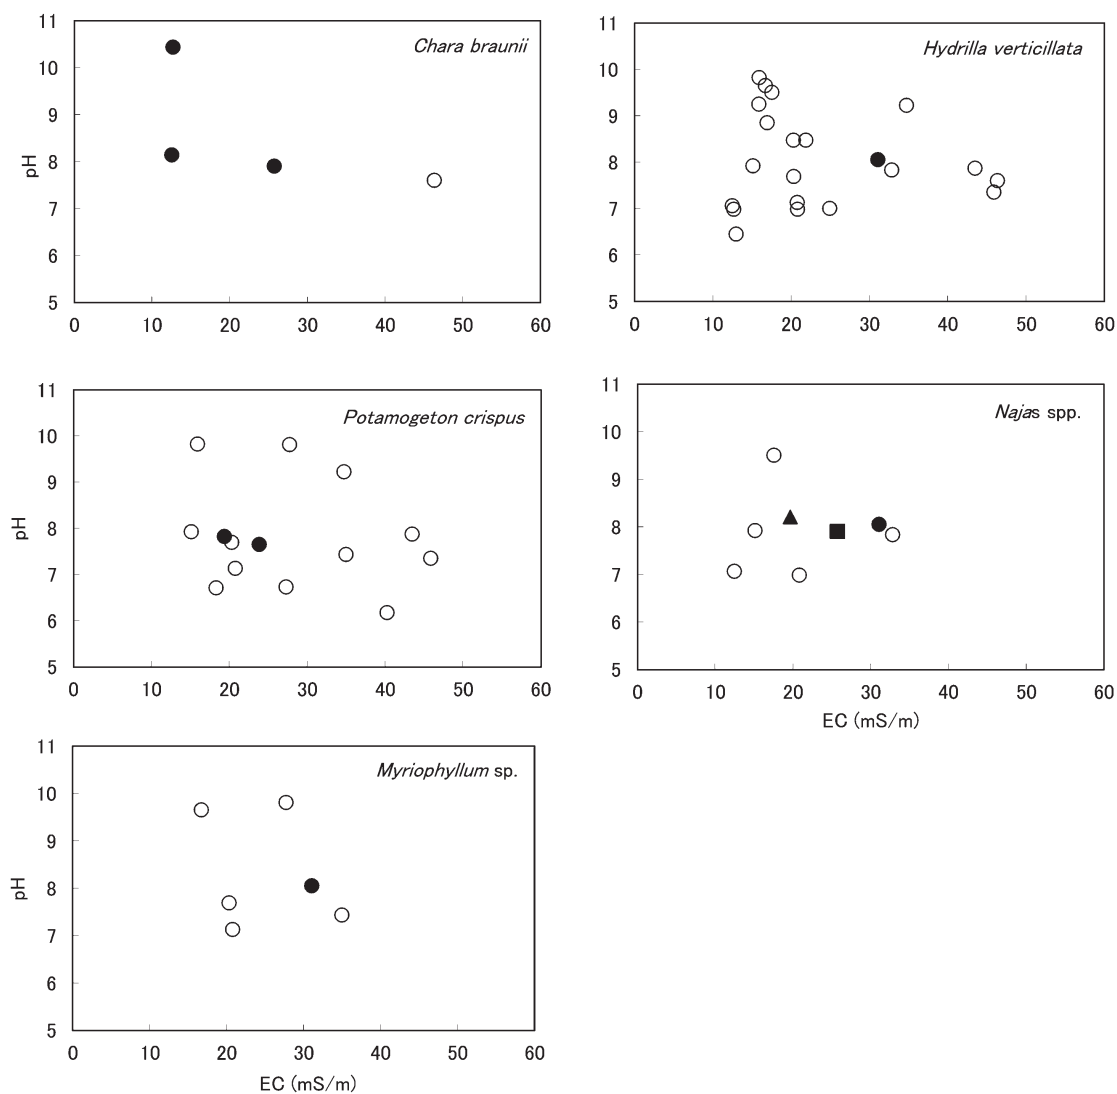 11
10
9
8
7
6
5
pH
Chara braunii
0 10 20 30 40 50 60
11
10
9
8
7
6
5
Hydrilla verticillata
0 10 20 30 40 50 60
11
10
9
8
7
6
5
pH
Potamogeton crispus
0 10 20 30 40 50 60
11
10
9
8
7
6
5
Najas spp.
0 10 20 30 40 50 60
EC (mS/m)
11
10
9
8
7
6
5
pH
Myriophyllum sp.
0 10 20 30 40 50 60
EC (mS/m)